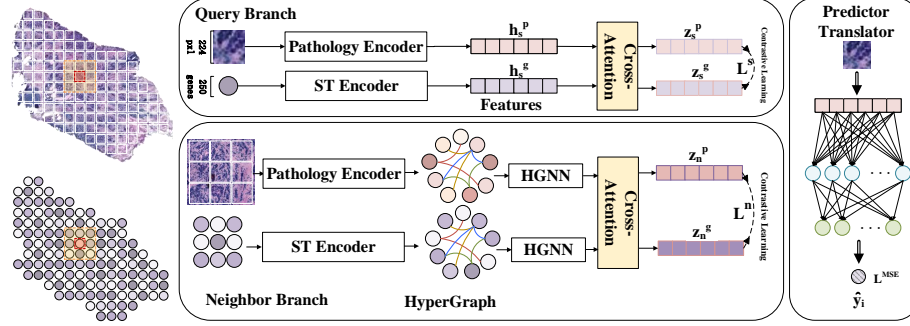 Query Branch
224
pxl
Pathology Encoder
h_s^p
Cross-
Attention
z_s^p
250
genes
ST Encoder
h_s^g
Features
z_s^g
L^s
Contrastive Learning
Pathology Encoder
HGNN
Cross-
Attention
z_n^p
ST Encoder
HGNN
z_n^g
L^n
Contrastive Learning
Neighbor Branch
HyperGraph
Predictor
Translator
L^MSE
ŷ_i